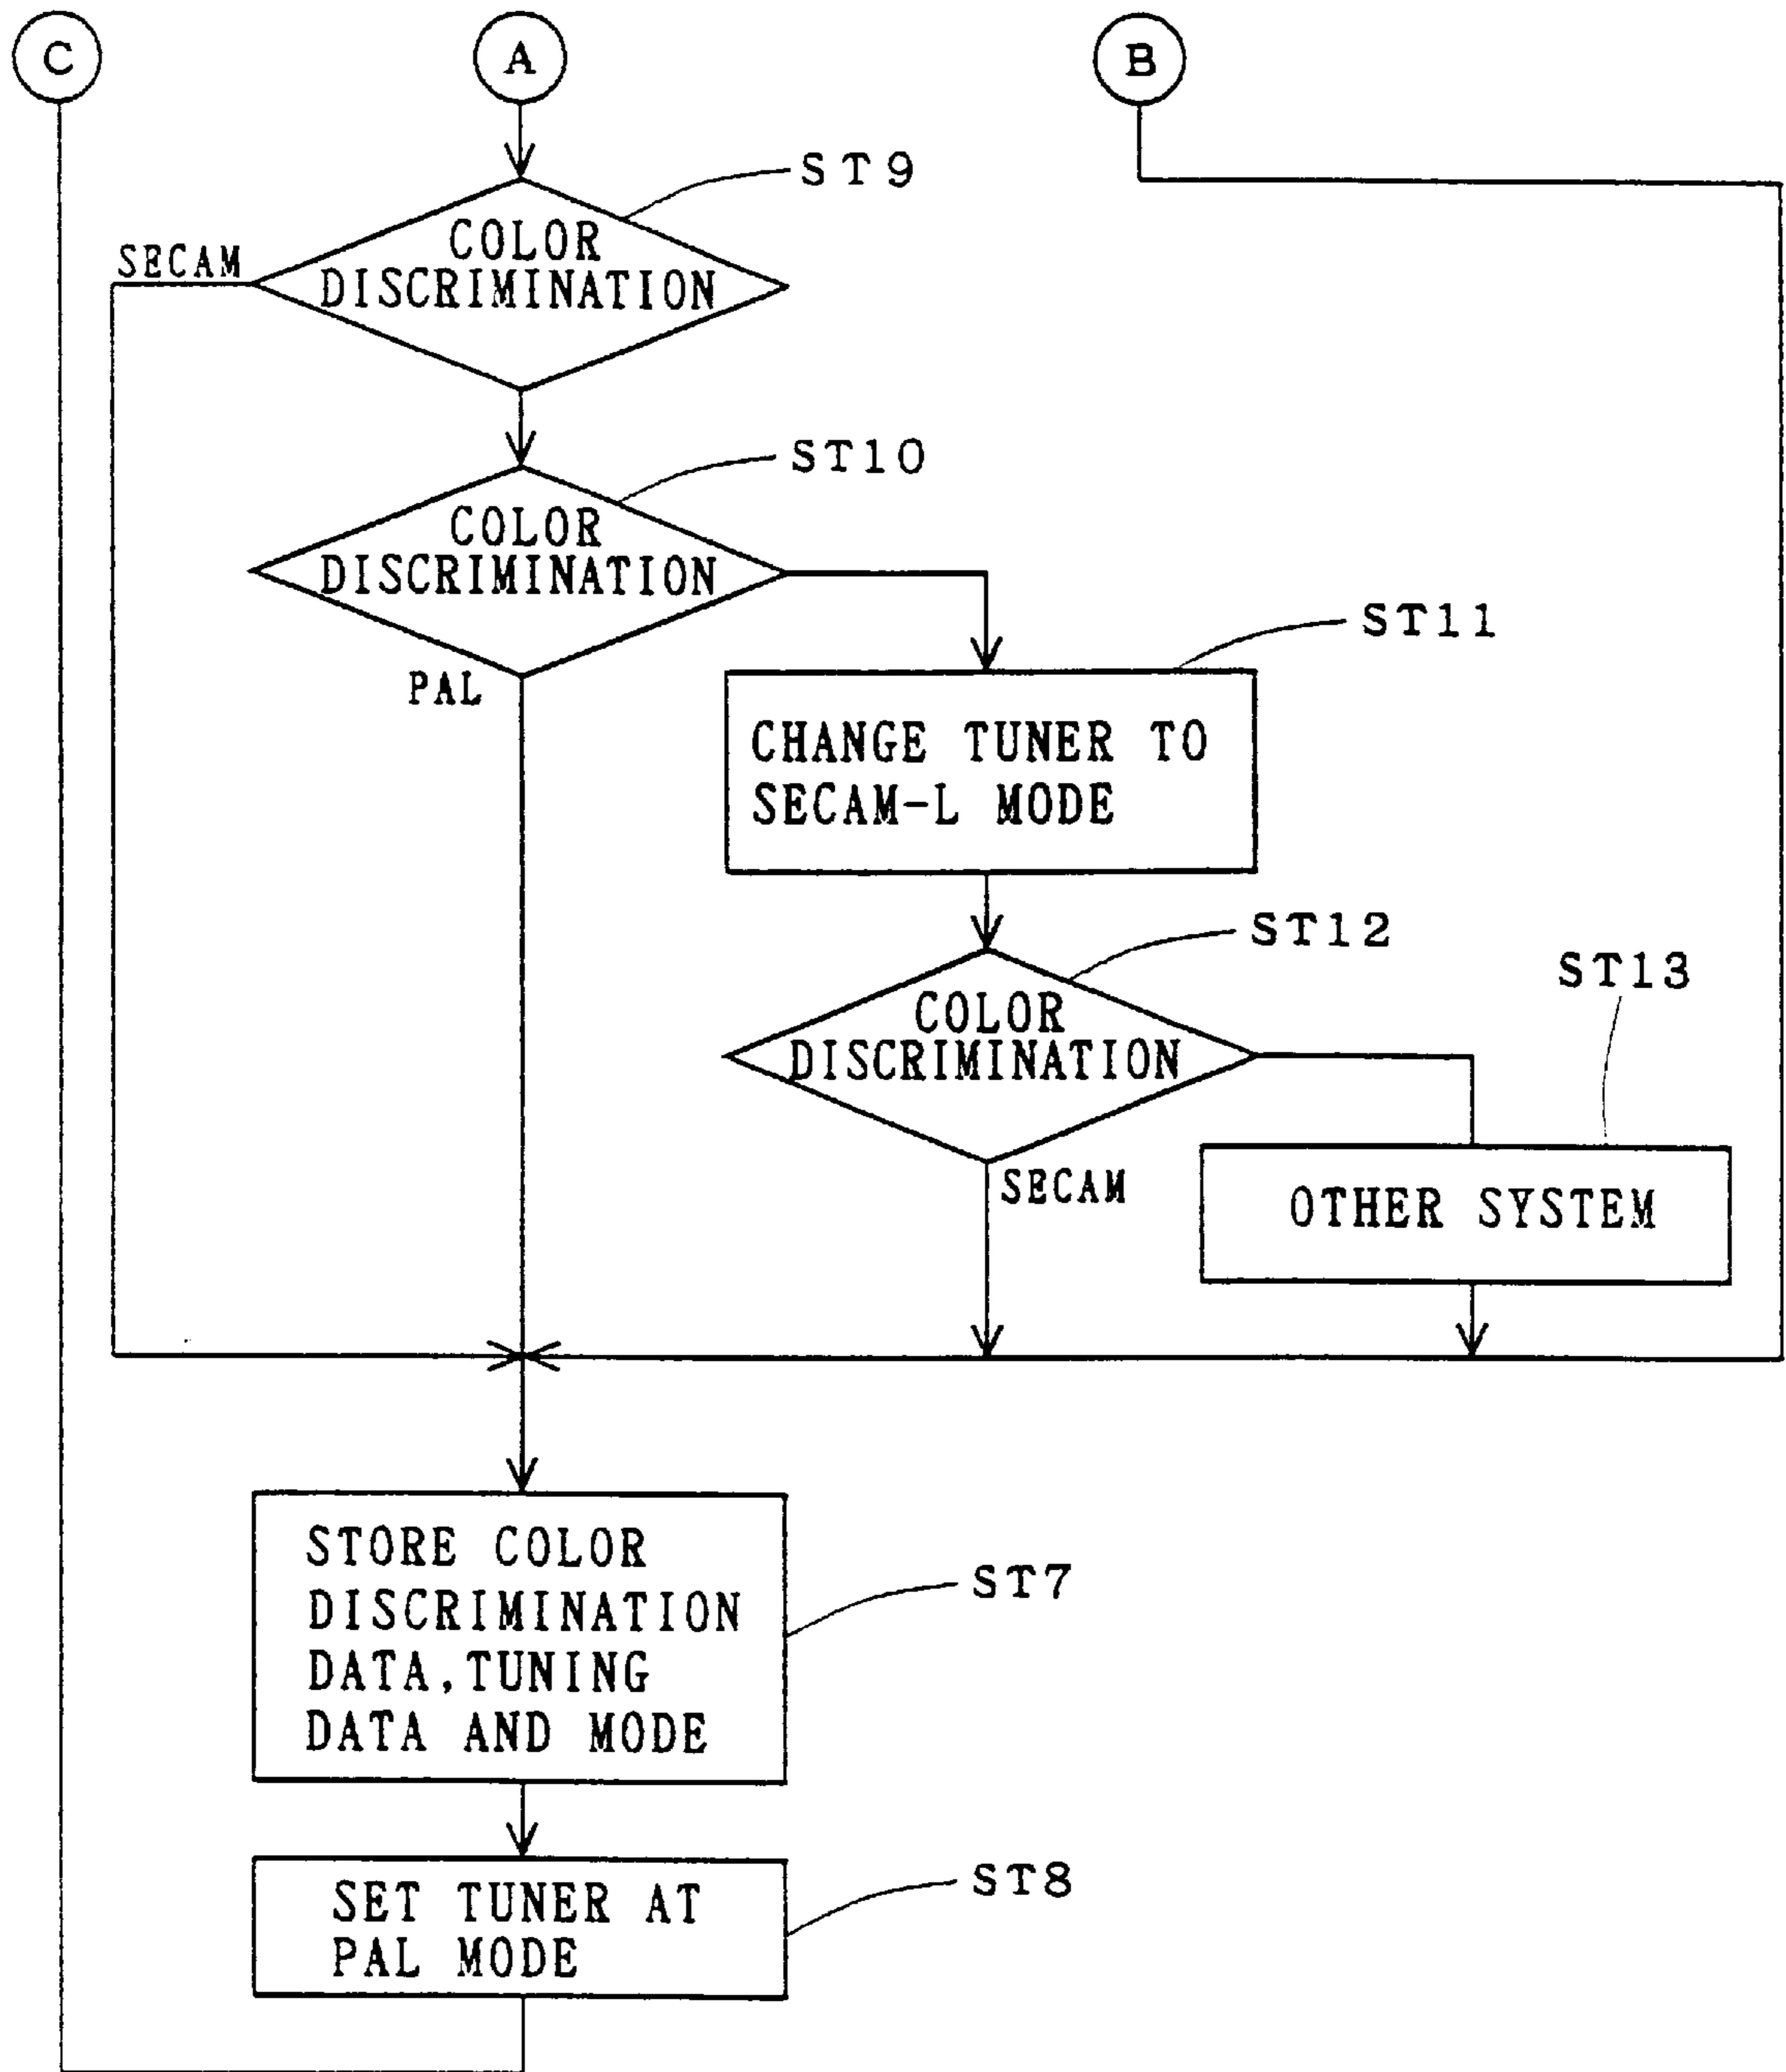 C
A
B
ST9
SECAM
COLOR
DISCRIMINATION
ST10
COLOR
DISCRIMINATION
PAL
ST11
CHANGE TUNER TO
SECAM-L MODE
ST12
COLOR
DISCRIMINATION
SECAM
ST13
OTHER SYSTEM
STORE COLOR
DISCRIMINATION
DATA, TUNING
DATA AND MODE
ST7
SET TUNER AT
PAL MODE
ST8